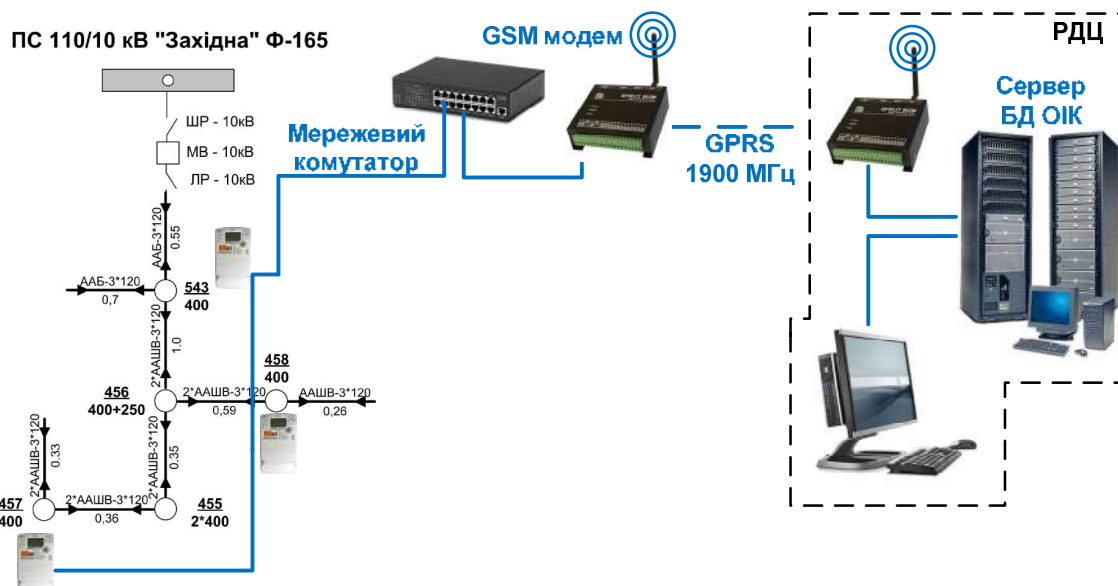 ПС 110/10 кВ "Західна" Ф-165
ШР - 10кВ
МВ - 10кВ
ЛР - 10кВ
ААБ-3*120
0.55
ААБ-3*120
0,7
543
400
2*ААШВ-3*120
1.0
456
400+250
2*ААШВ-3*120
0,59
458
400
ААШВ-3*120
0,26
2*ААШВ-3*120
0.33
2*ААШВ-3*120
0.35
457
400
2*ААШВ-3*120
0,36
455
2*400
Мережевий
комутатор
GSM модем
GPRS
1900 МГц
РДЦ
Сервер
БД ОІК